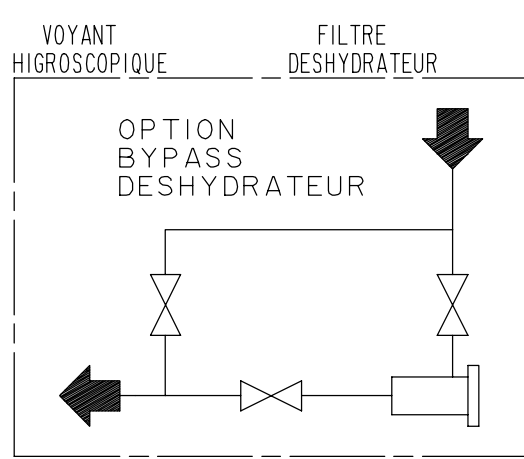 VOYANT
HIGROSCOPIQUE
FILTRE
DESHYDRATEUR
OPTION
BYPASS
DESHYDRATEUR